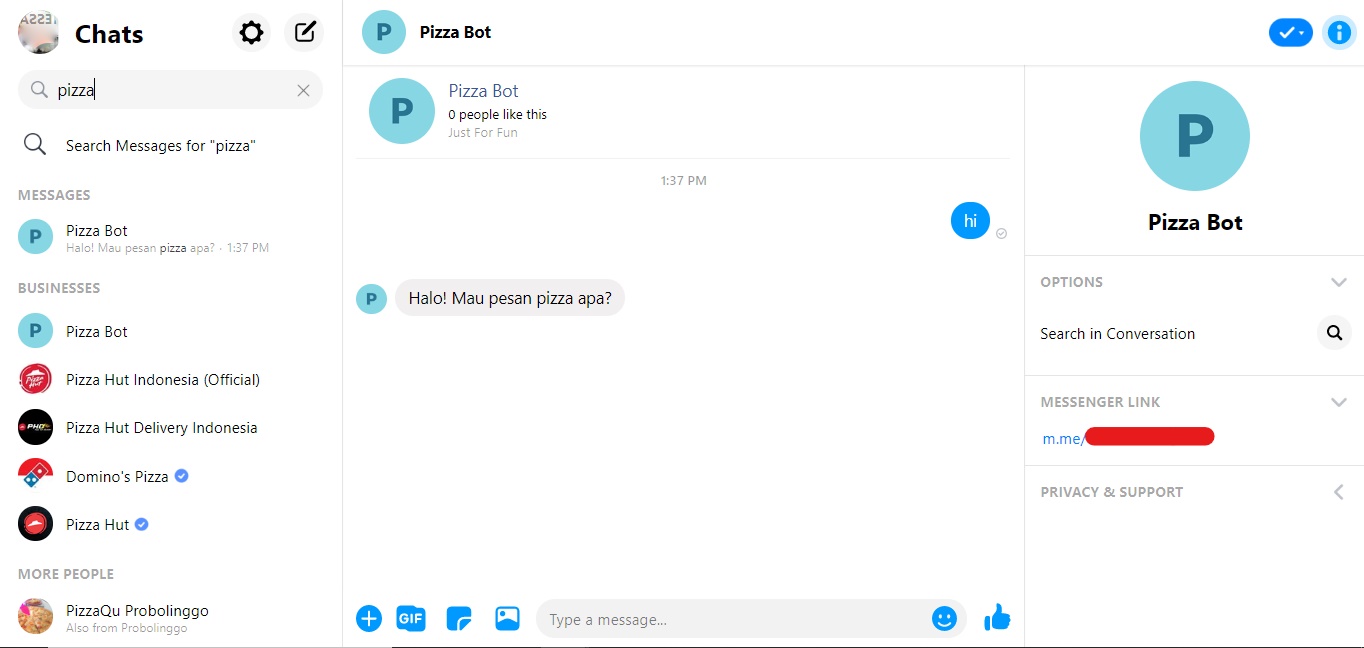 Chats
pizza
Search Messages for "pizza"
MESSAGES
P
Pizza Bot
Halo! Mau pesan pizza apa? · 1:37 PM
BUSINESSES
P
Pizza Bot
Pizza Hut
Pizza Hut Indonesia (Official)
PHD
Pizza Hut Delivery Indonesia
Domino's Pizza
Pizza Hut
MORE PEOPLE
PizzaQu Probolinggo
Also from Probolinggo
P
Pizza Bot
P
Pizza Bot
0 people like this
Just For Fun
1:37 PM
hi
P
Halo! Mau pesan pizza apa?
GIF
Type a message...
P
Pizza Bot
OPTIONS
Search in Conversation
MESSENGER LINK
m.me/
PRIVACY & SUPPORT